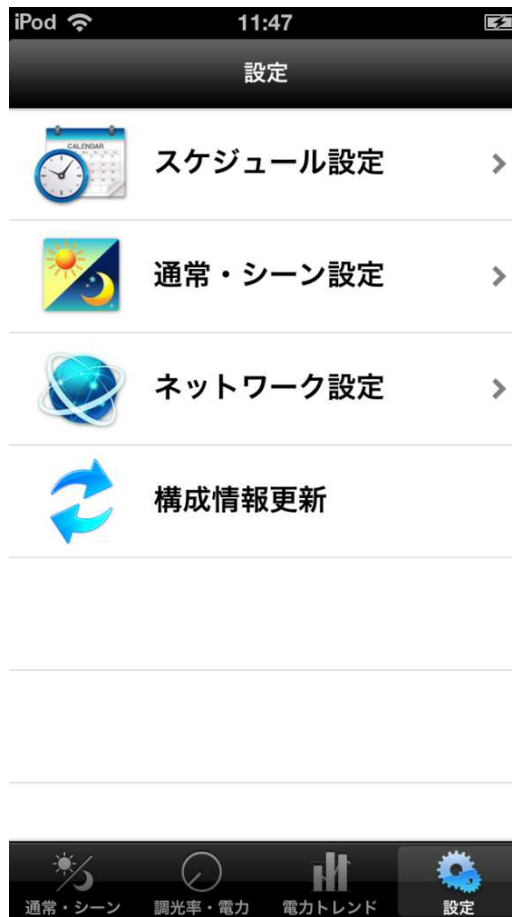 iPod 11:47
設定
CALENDAR
スケジュール設定
通常・シーン設定
ネットワーク設定
構成情報更新
通常・シーン 調光率・電力 電力トレンド 設定